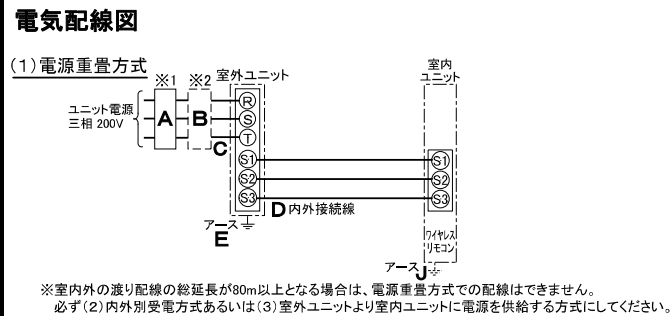 電気配線図
(1)電源重畳方式
※1 ※2 室外ユニット 室内
ユニット
ユニット電源
三相 200V
A B C
R
S
T
S1 S1
S2 S2
S3 S3
D 内外接続線
アース
E
ワイヤレス
リモコン
アース J
※室内外の渡り配線の総延長が80m以上となる場合は、電源重畳方式での配線はできません。
必ず(2)内外別受電方式あるいは(3)室外ユニットより室内ユニットに電源を供給する方式にしてください。